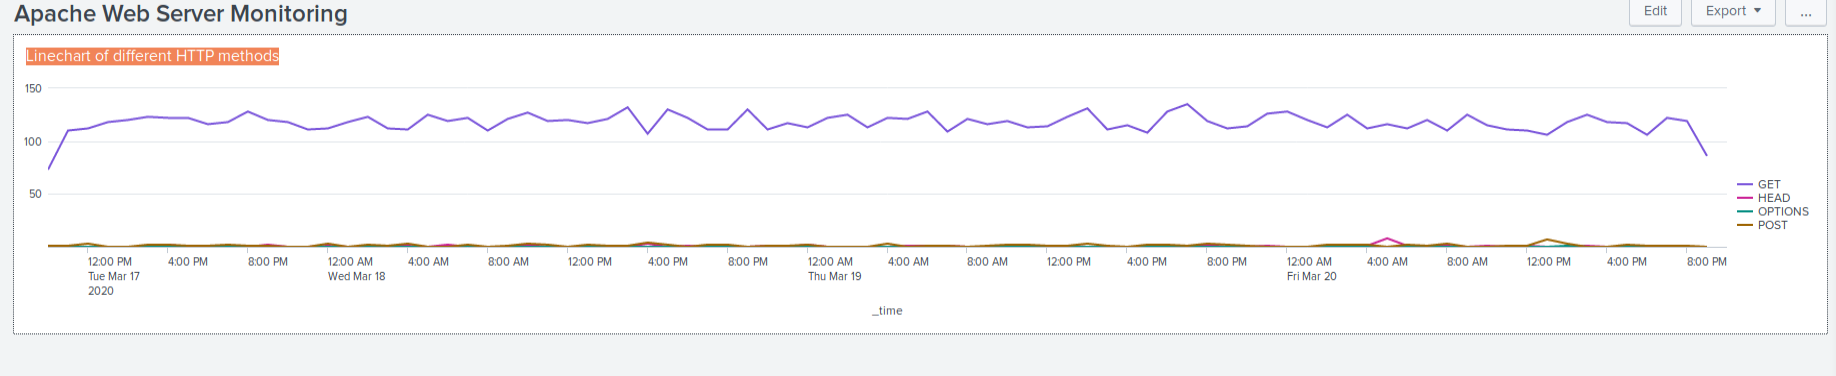 Apache Web Server Monitoring
Edit
Export
...
Linechart of different HTTP methods
150
100
50
GET
HEAD
OPTIONS
POST
12:00 PM 4:00 PM 8:00 PM 12:00 AM 4:00 AM 8:00 AM 12:00 PM 4:00 PM 8:00 PM 12:00 AM 4:00 AM 8:00 AM 12:00 PM 4:00 PM 8:00 PM 12:00 AM 4:00 AM 8:00 AM 12:00 PM 4:00 PM 8:00 PM
Tue Mar 17 Wed Mar 18 Thu Mar 19 Fri Mar 20
2020
_time